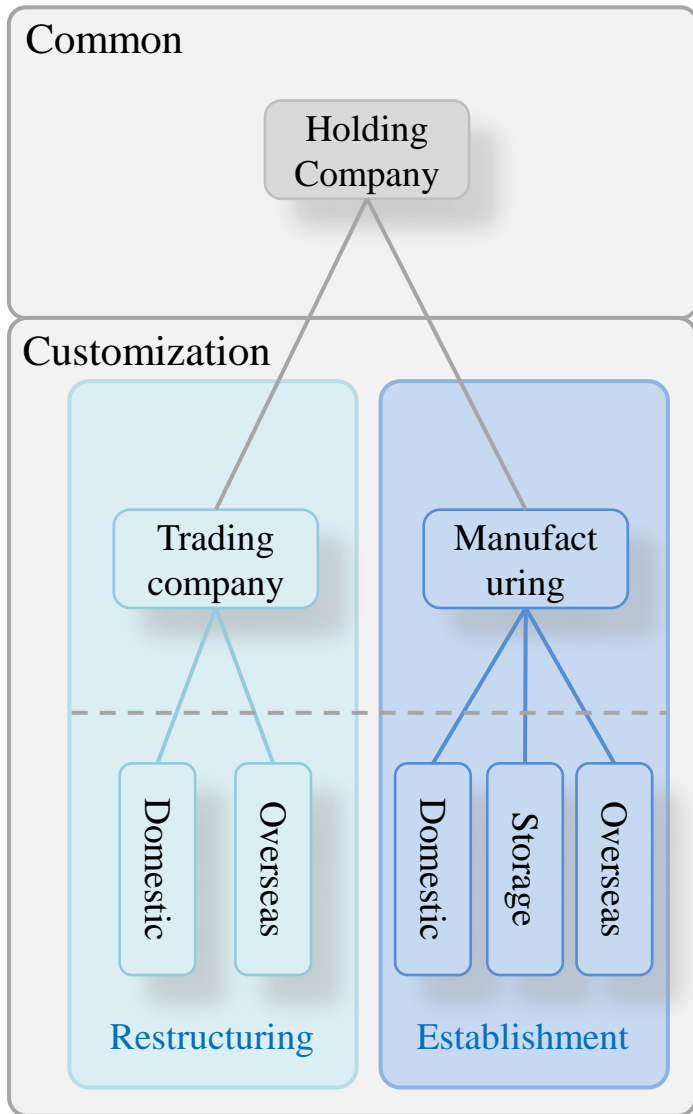 Common
Holding
Company
Customization
Trading
company
Manufact
uring
Domestic
Overseas
Domestic
Storage
Overseas
Restructuring
Establishment